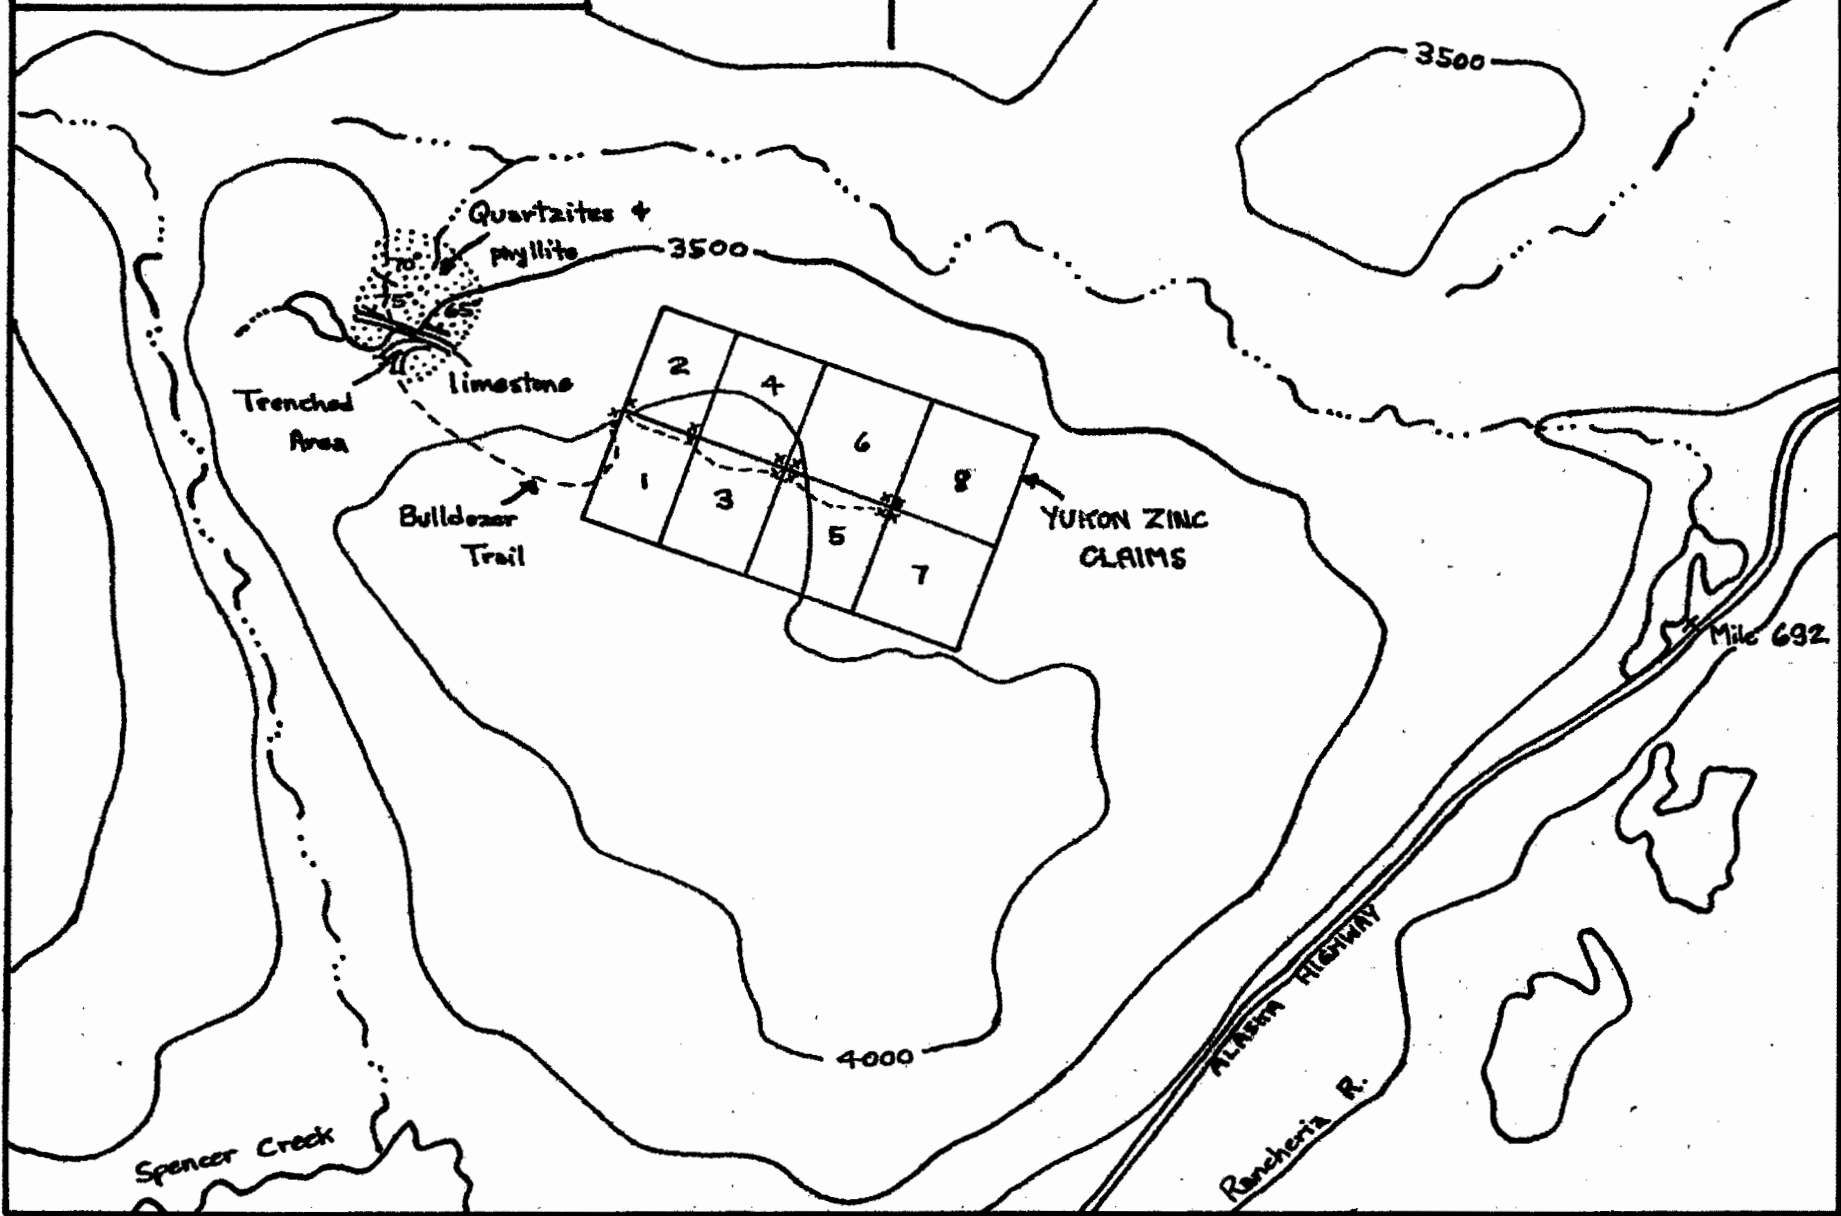 3500
Quartzites &
phyllite
3500
70°
75°
65°
limestone
Trenched
Area
2
4
6
8
1
3
5
7
Bulldozer
Trail
YUKON ZINC
CLAIMS
Mile 692
ALASKA HIGHWAY
4000
Rancheria R.
Spencer Creek